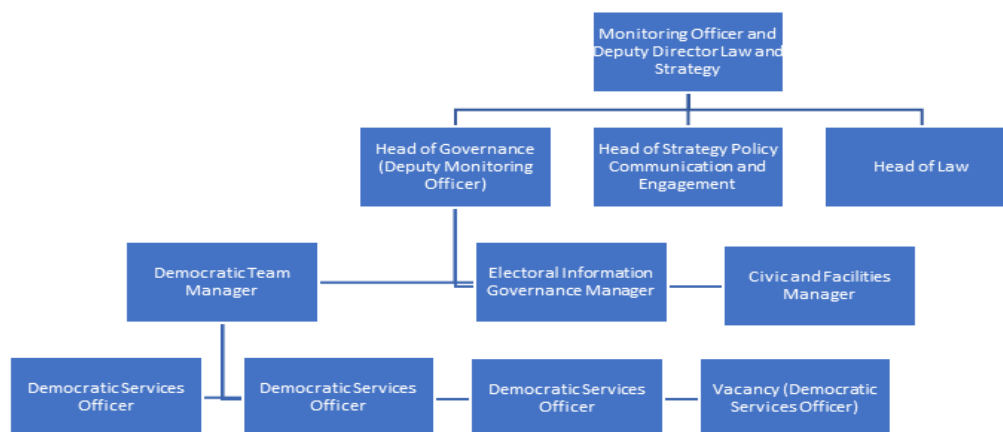 Monitoring Officer and
Deputy Director Law and
Strategy
Head of Governance
(Deputy Monitoring
Officer)
Head of Strategy Policy
Communication and
Engagement
Head of Law
Democratic Team
Manager
Electoral Information
Governance Manager
Civic and Facilities
Manager
Democratic Services
Officer
Democratic Services
Officer
Democratic Services
Officer
Vacancy (Democratic
Services Officer)